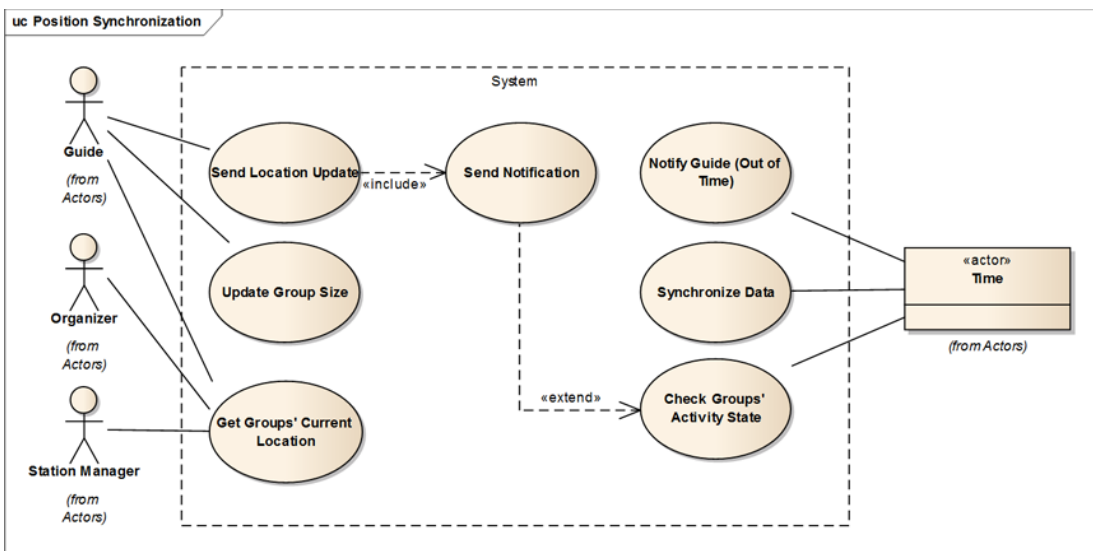 uc Position Synchronization
System
Guide
(from
Actors)
Send Location Update
«include»
Send Notification
Notify Guide (Out of
Time)
«actor»
Time
(from Actors)
Organizer
(from
Actors)
Update Group Size
Synchronize Data
Station Manager
(from
Actors)
Get Groups' Current
Location
«extend»
Check Groups'
Activity State